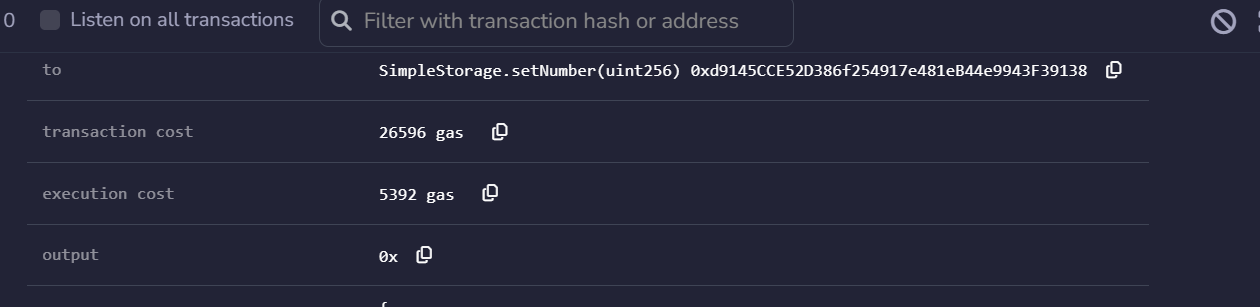 0 Listen on all transactions Filter with transaction hash or address
to SimpleStorage.setNumber(uint256) 0xd9145CCE52D386f254917e481eB44e9943F39138
transaction cost 26596 gas
execution cost 5392 gas
output 0x
{